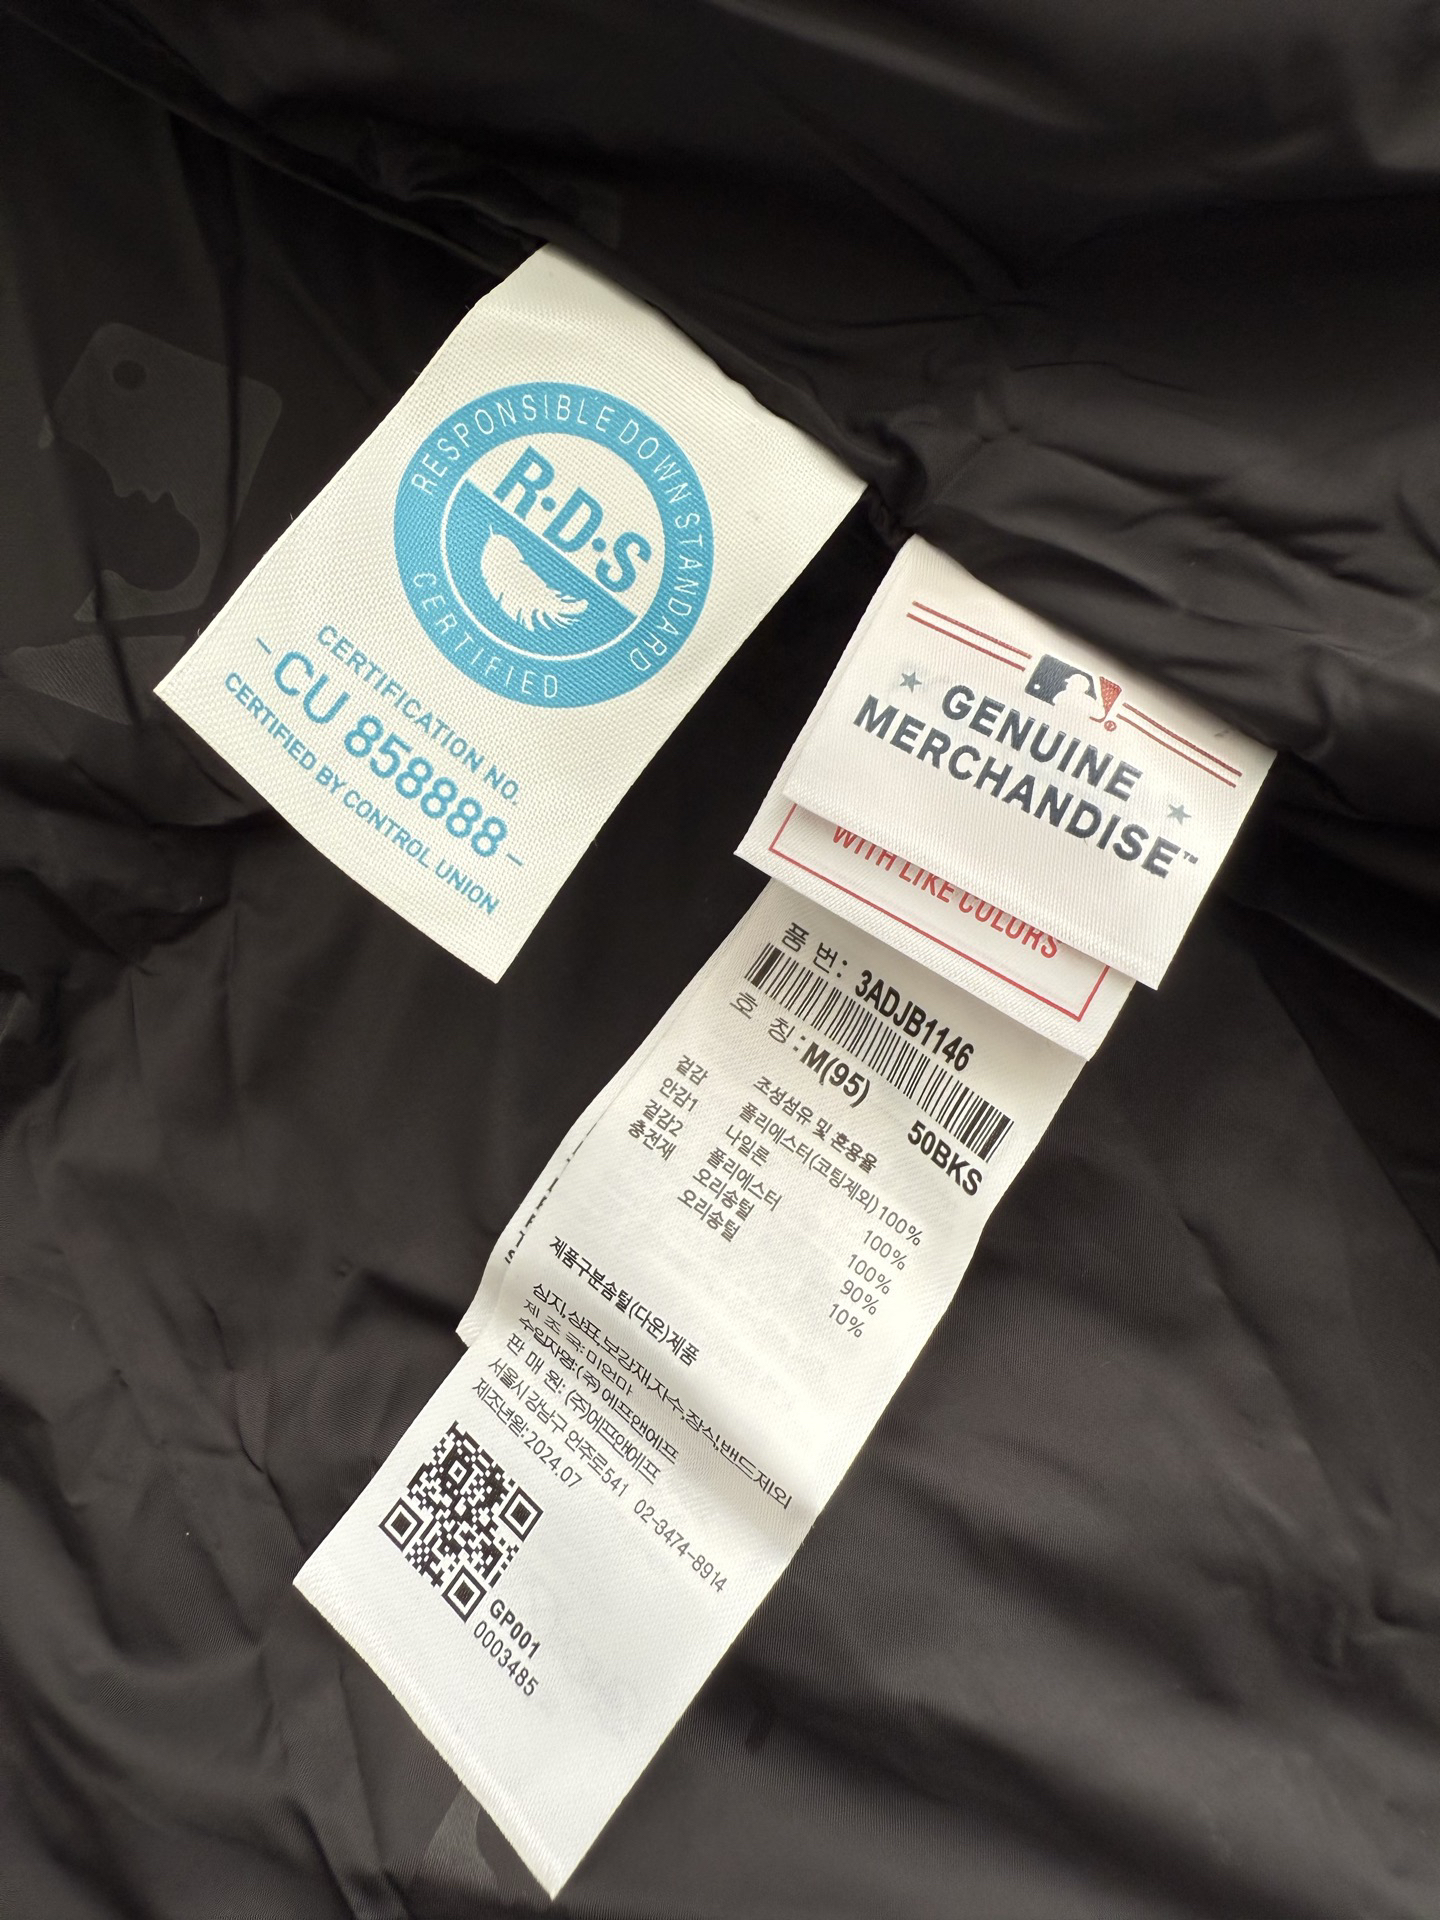 RESPONSIBLE DOWN STANDARD
R·D·S
CERTIFIED
CERTIFICATION NO.
-CU 858888-
CERTIFIED BY CONTROL UNION
GENUINE
MERCHANDISE™
WITH LIKE COLORS
품 번: 3ADJB1146
호 칭: M(95)
50BKS
조성섬유 및 혼용율
겉감 폴리에스터(코팅제외) 100%
안감1 나일론 100%
겉감2 폴리에스터 100%
충전재 오리솜털 90%
오리솜털 10%
제품구분솜털(다운)제품
심지,상표,보강재,자수,장식,밴드제외
제 조 국: 미얀마
수입자명: (주)에프앤에프
판 매 원: (주)에프앤에프
서울시 강남구 언주로541 02-3474-8914
제조년월:2024.07
GP001
0003485